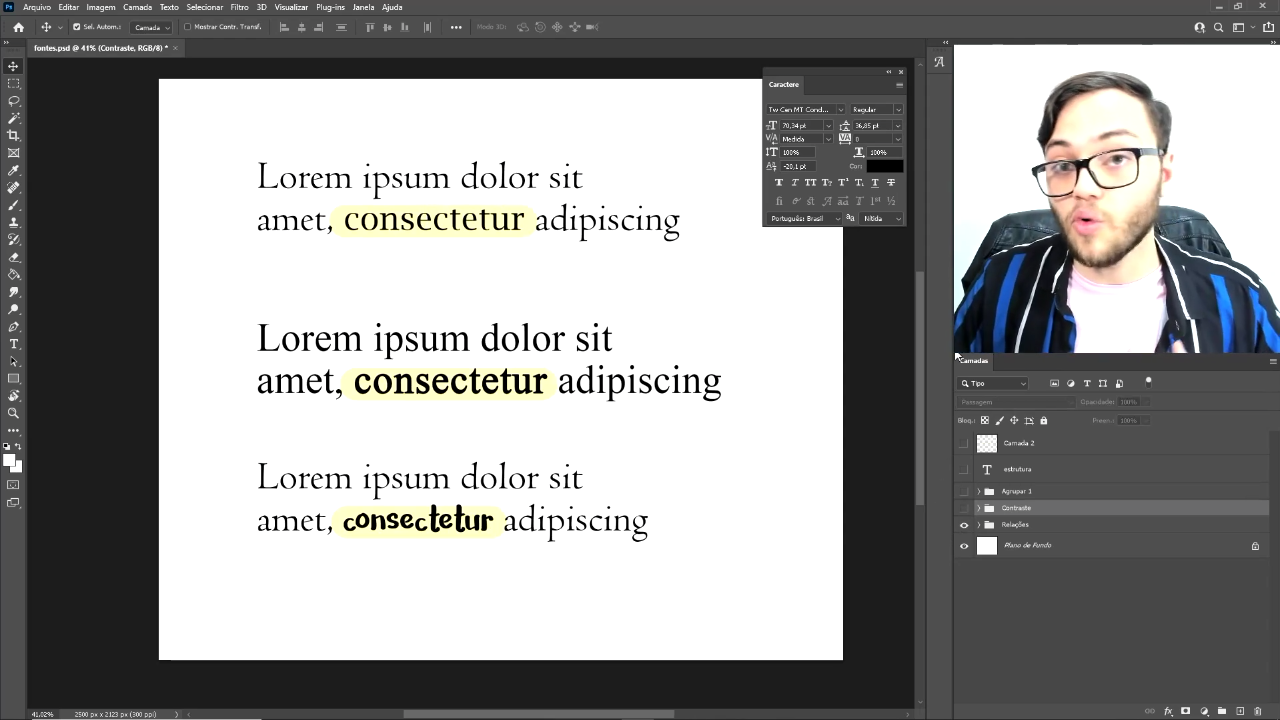 Ps Arquivo Editar Imagem Camada Texto Selecionar Filtro 3D Visualizar Plug-ins Janela Ajuda
Sel. Autom.: Camada Mostrar Contr. Transf. Modo 3D:
fontes.psd @ 41% (Contraste, RGB/8) *
Lorem ipsum dolor sit
amet, consectetur adipiscing
Lorem ipsum dolor sit
amet, consectetur adipiscing
Lorem ipsum dolor sit
amet, consectetur adipiscing
Caractere
Tw Cen MT Cond... Regular
70,34 pt 36,85 pt
Medida 0
100% 100%
-20,1 pt Cor:
Português: Brasil Nítida
Camadas
Tipo
Passagem Opacidade: 100%
Bloq.: Preen.: 100%
Camada 2
estrutura
Agrupar 1
Contraste
Relações
Plano de Fundo
41,02% 2500 px x 2123 px (300 ppi)